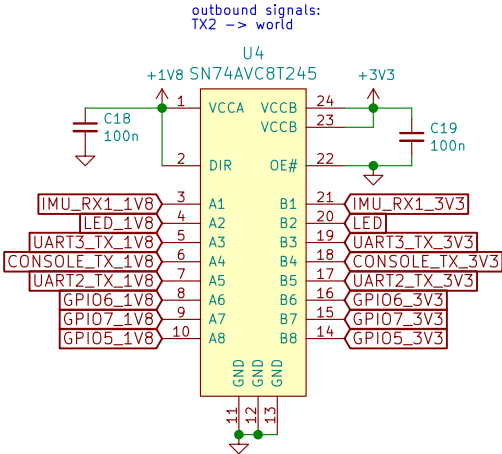 outbound signals:
TX2 -> world
U4
SN74AVC8T245
+1V8
+3V3
C18
100n
C19
100n
1 VCCA VCCB 24
VCCB 23
2 DIR OE# 22
IMU_RX1_1V8 3 A1 B1 21 IMU_RX1_3V3
LED_1V8 4 A2 B2 20 LED
UART3_TX_1V8 5 A3 B3 19 UART3_TX_3V3
CONSOLE_TX_1V8 6 A4 B4 18 CONSOLE_TX_3V3
UART2_TX_1V8 7 A5 B5 17 UART2_TX_3V3
GPIO6_1V8 8 A6 B6 16 GPIO6_3V3
GPIO7_1V8 9 A7 B7 15 GPIO7_3V3
GPIO5_1V8 10 A8 B8 14 GPIO5_3V3
GND GND GND
11 12 13